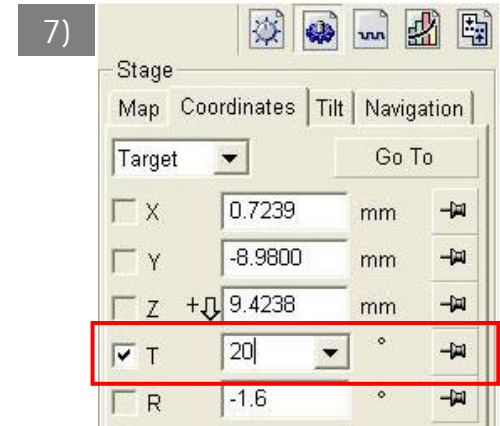 7)
Stage
Map Coordinates Tilt Navigation
Target Go To
X 0.7239 mm
Y -8.9800 mm
Z + 9.4238 mm
T 20 °
R -1.6 °